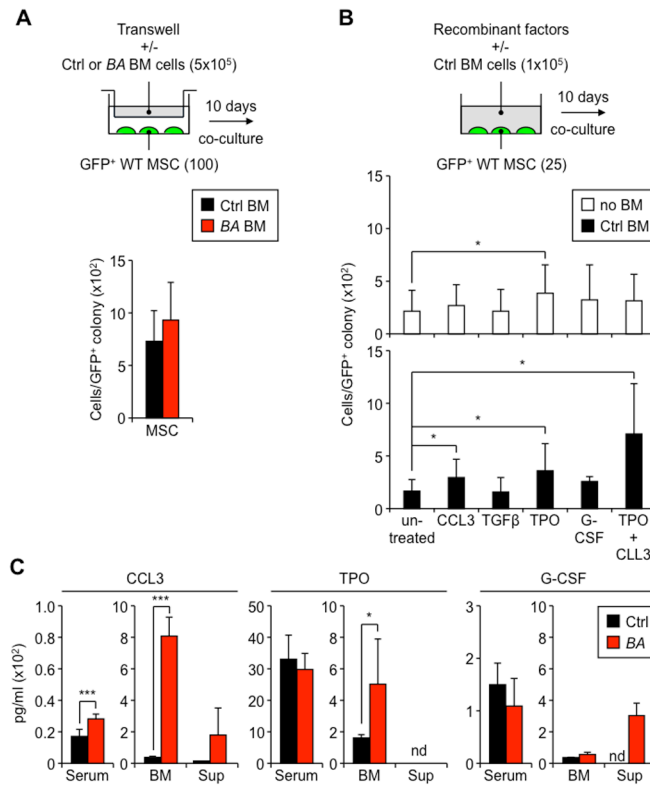 A
Transwell
+/-
Ctrl or BA BM cells (5x10⁵)
10 days
co-culture
GFP⁺ WT MSC (100)
Ctrl BM
BA BM
Cells/GFP⁺ colony (x10²)
15
10
5
0
MSC
B
Recombinant factors
+/-
Ctrl BM cells (1x10⁵)
10 days
co-culture
GFP⁺ WT MSC (25)
no BM
Ctrl BM
Cells/GFP⁺ colony (x10²)
15
10
5
0
*
15
10
5
0
*
*
*
un-
treated
CCL3
TGFβ
TPO
G-
CSF
TPO
+
CLL3
C
CCL3
TPO
G-CSF
Ctrl
BA
pg/ml (x10²)
1.0
0.8
0.6
0.4
0.2
0.0
***
Serum
10
8
6
4
2
0
***
BM
Sup
50
40
30
20
10
0
Serum
10
8
6
4
2
0
*
nd
BM
Sup
3
2
1
0
Serum
10
8
6
4
2
0
nd
BM
Sup